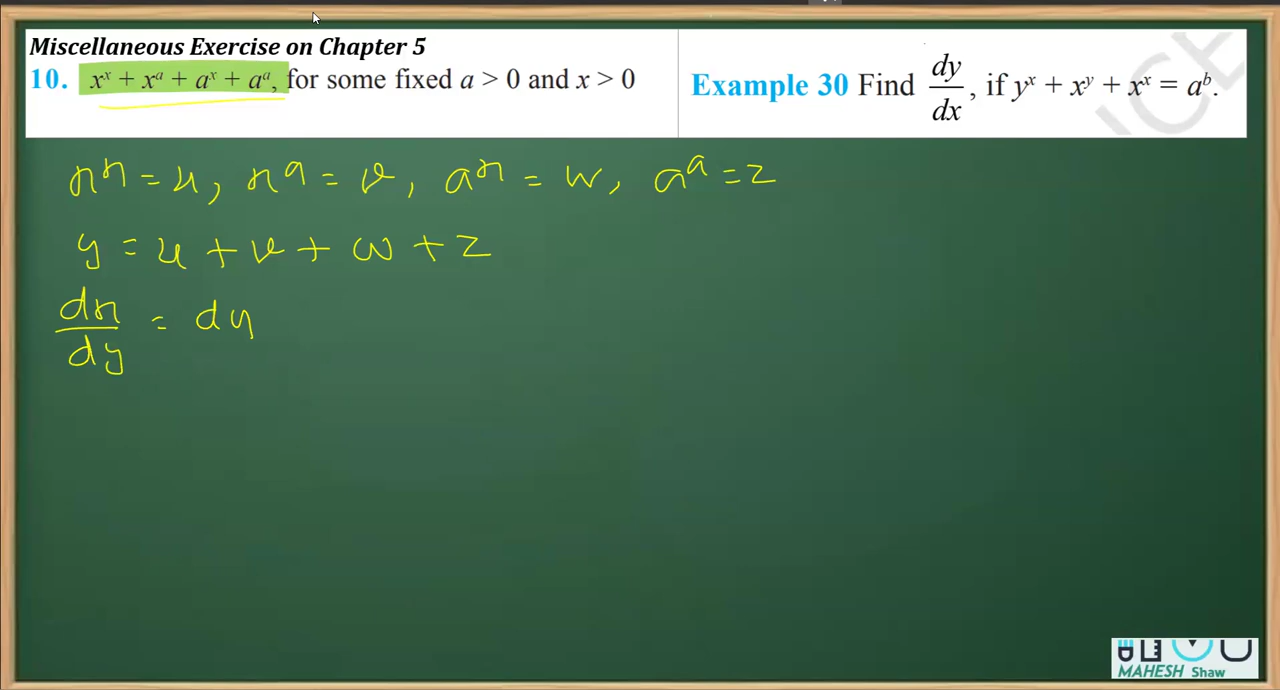 Miscellaneous Exercise on Chapter 5
10. xˣ + xᵃ + aˣ + aᵃ, for some fixed a > 0 and x > 0
Example 30 Find dy/dx, if yˣ + xʸ + xˣ = aᵇ.
xˣ = u, xᵃ = v, aˣ = w, aᵃ = z
y = u + v + w + z
dx/dy = du
MAHESH Shaw